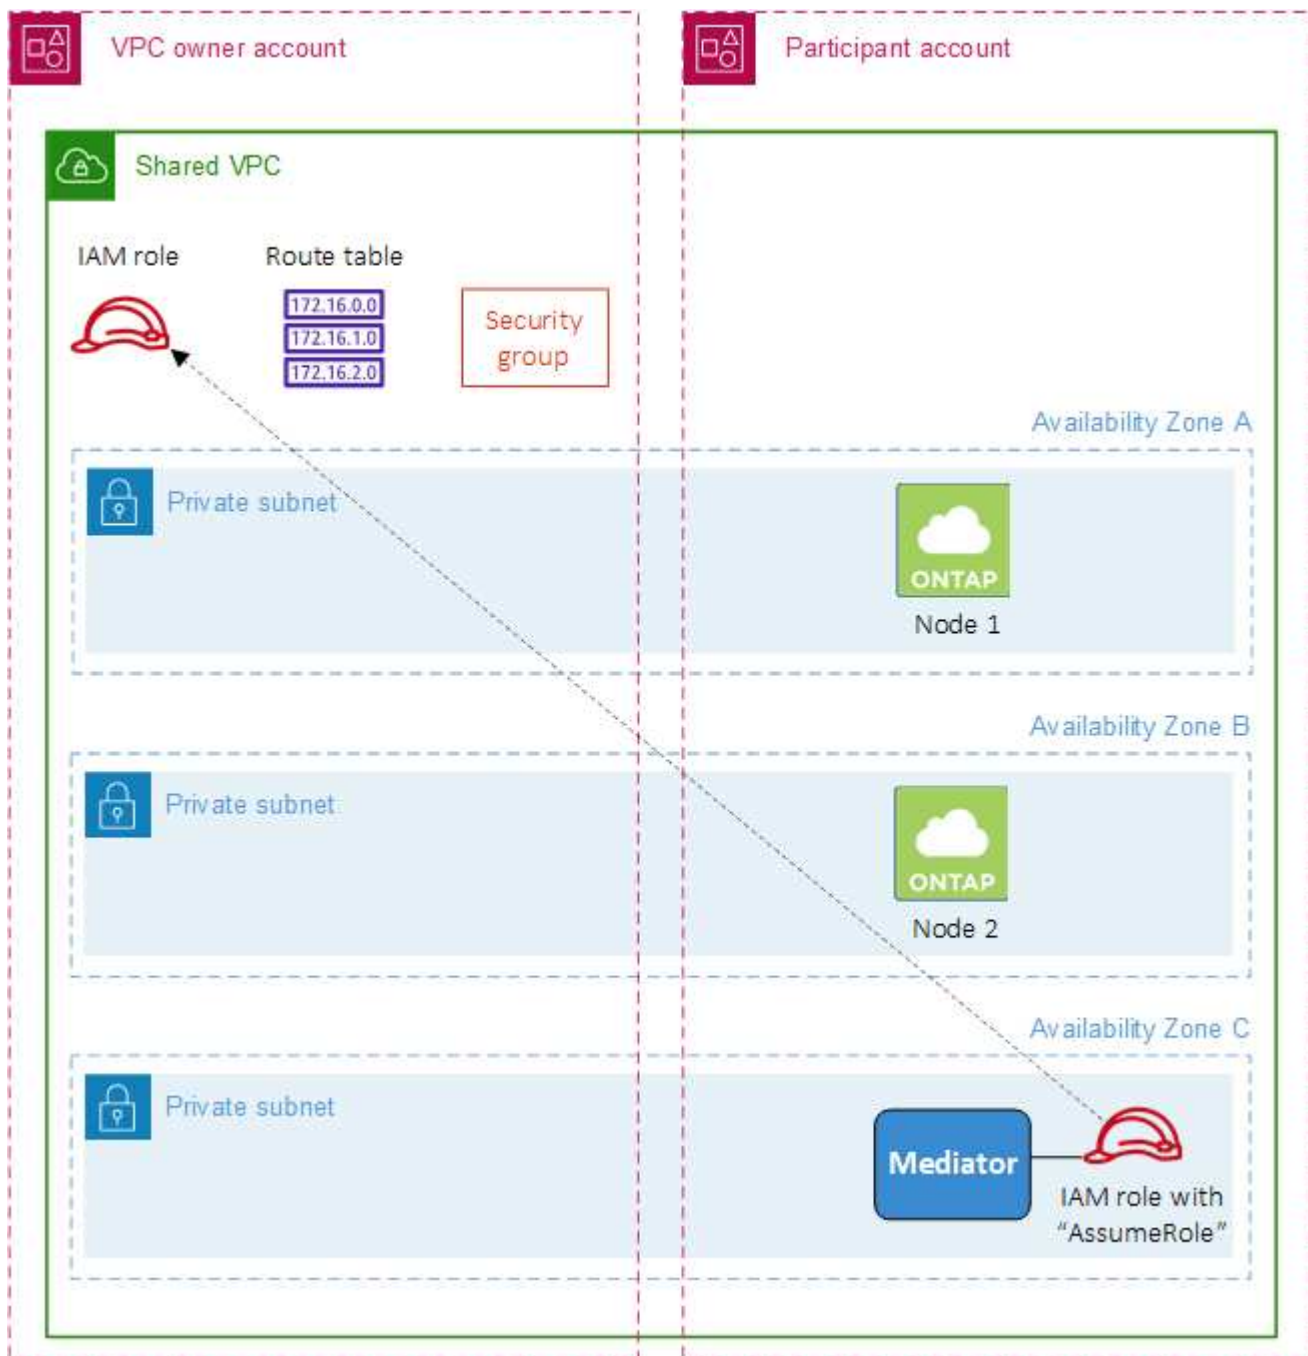 VPC owner account
Participant account
Shared VPC
IAM role
Route table
172.16.0.0
172.16.1.0
172.16.2.0
Security
group
Availability Zone A
Private subnet
ONTAP
Node 1
Availability Zone B
Private subnet
ONTAP
Node 2
Availability Zone C
Private subnet
Mediator
IAM role with
“AssumeRole”